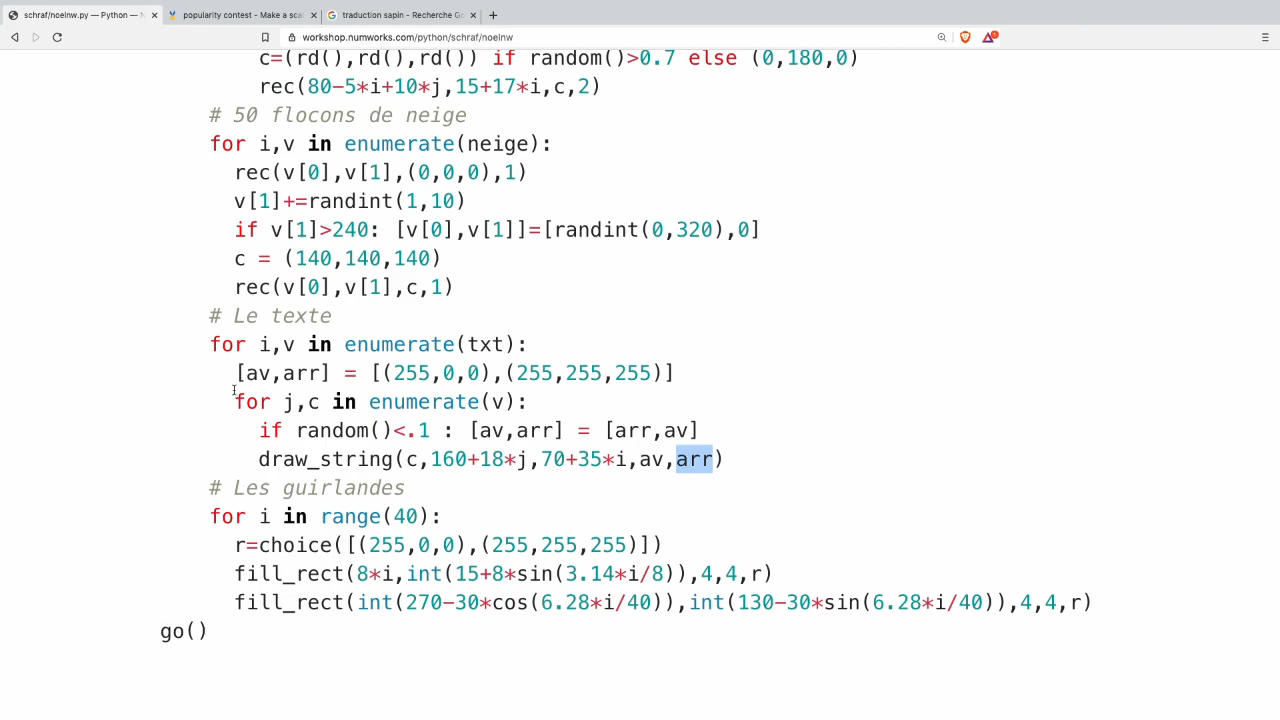 schraf/noelnw.py — Python — N
popularity contest - Make a sca
traduction sapin - Recherche Go
workshop.numworks.com/python/schraf/noelnw
c=(rd(),rd(),rd()) if random()>0.7 else (0,180,0)
rec(80-5*i+10*j,15+17*i,c,2)
# 50 flocons de neige
for i,v in enumerate(neige):
rec(v[0],v[1],(0,0,0),1)
v[1]+=randint(1,10)
if v[1]>240: [v[0],v[1]]=[randint(0,320),0]
c = (140,140,140)
rec(v[0],v[1],c,1)
# Le texte
for i,v in enumerate(txt):
[av,arr] = [(255,0,0),(255,255,255)]
for j,c in enumerate(v):
if random()<.1 : [av,arr] = [arr,av]
draw_string(c,160+18*j,70+35*i,av,arr)
# Les guirlandes
for i in range(40):
r=choice([(255,0,0),(255,255,255)])
fill_rect(8*i,int(15+8*sin(3.14*i/8)),4,4,r)
fill_rect(int(270-30*cos(6.28*i/40)),int(130-30*sin(6.28*i/40)),4,4,r)
go()